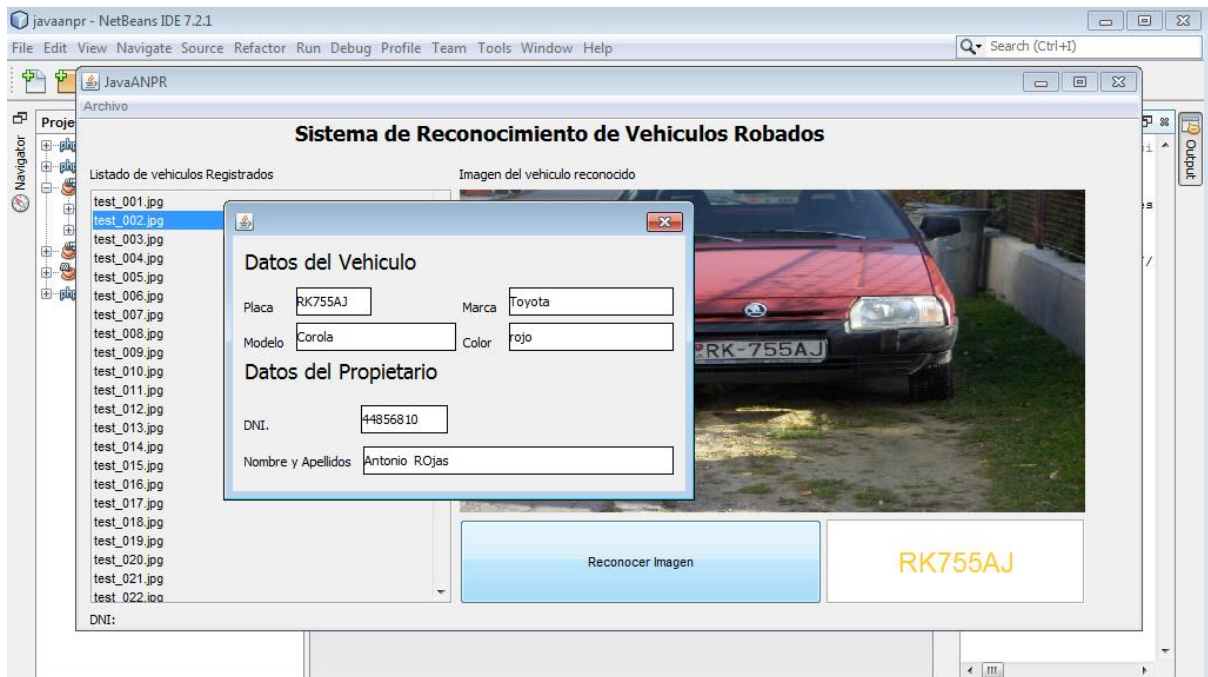 javaanpr - NetBeans IDE 7.2.1
File Edit View Navigate Source Refactor Run Debug Profile Team Tools Window Help
Search (Ctrl+I)
JavaANPR
Archivo
Proje
Navigator
Output
Sistema de Reconocimiento de Vehiculos Robados
Listado de vehiculos Registrados
Imagen del vehiculo reconocido
test_001.jpg
test_002.jpg
test_003.jpg
test_004.jpg
test_005.jpg
test_006.jpg
test_007.jpg
test_008.jpg
test_009.jpg
test_010.jpg
test_011.jpg
test_012.jpg
test_013.jpg
test_014.jpg
test_015.jpg
test_016.jpg
test_017.jpg
test_018.jpg
test_019.jpg
test_020.jpg
test_021.jpg
test_022.jpg
Datos del Vehiculo
Placa RK755AJ Marca Toyota
Modelo Corola Color rojo
Datos del Propietario
DNI. 44856810
Nombre y Apellidos Antonio ROjas
RK-755AJ
Reconocer Imagen
RK755AJ
DNI: